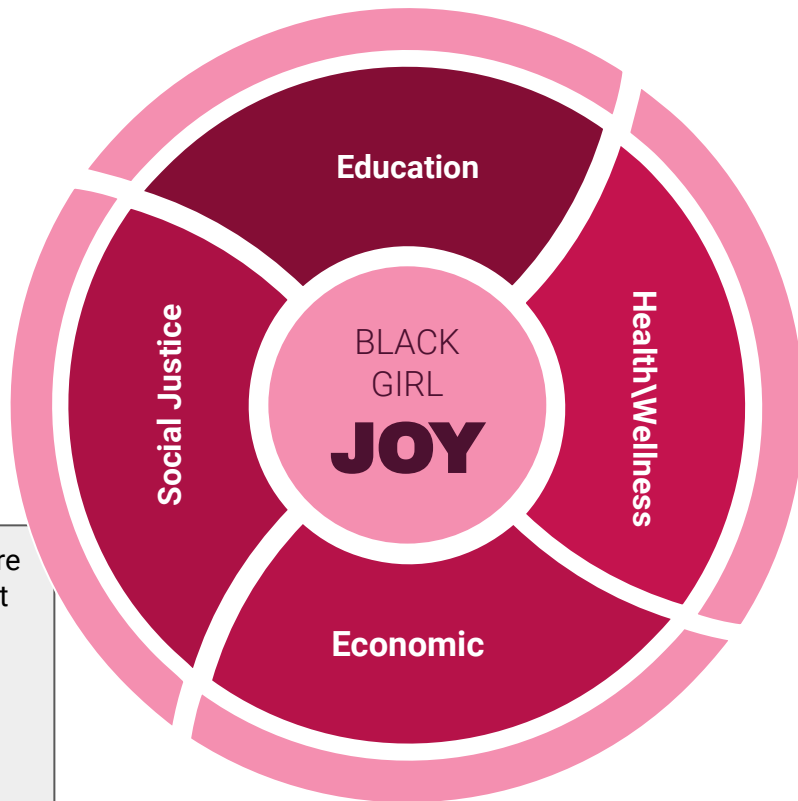 Education
Health\Wellness
BLACK
GIRL
JOY
Social Justice
Economic